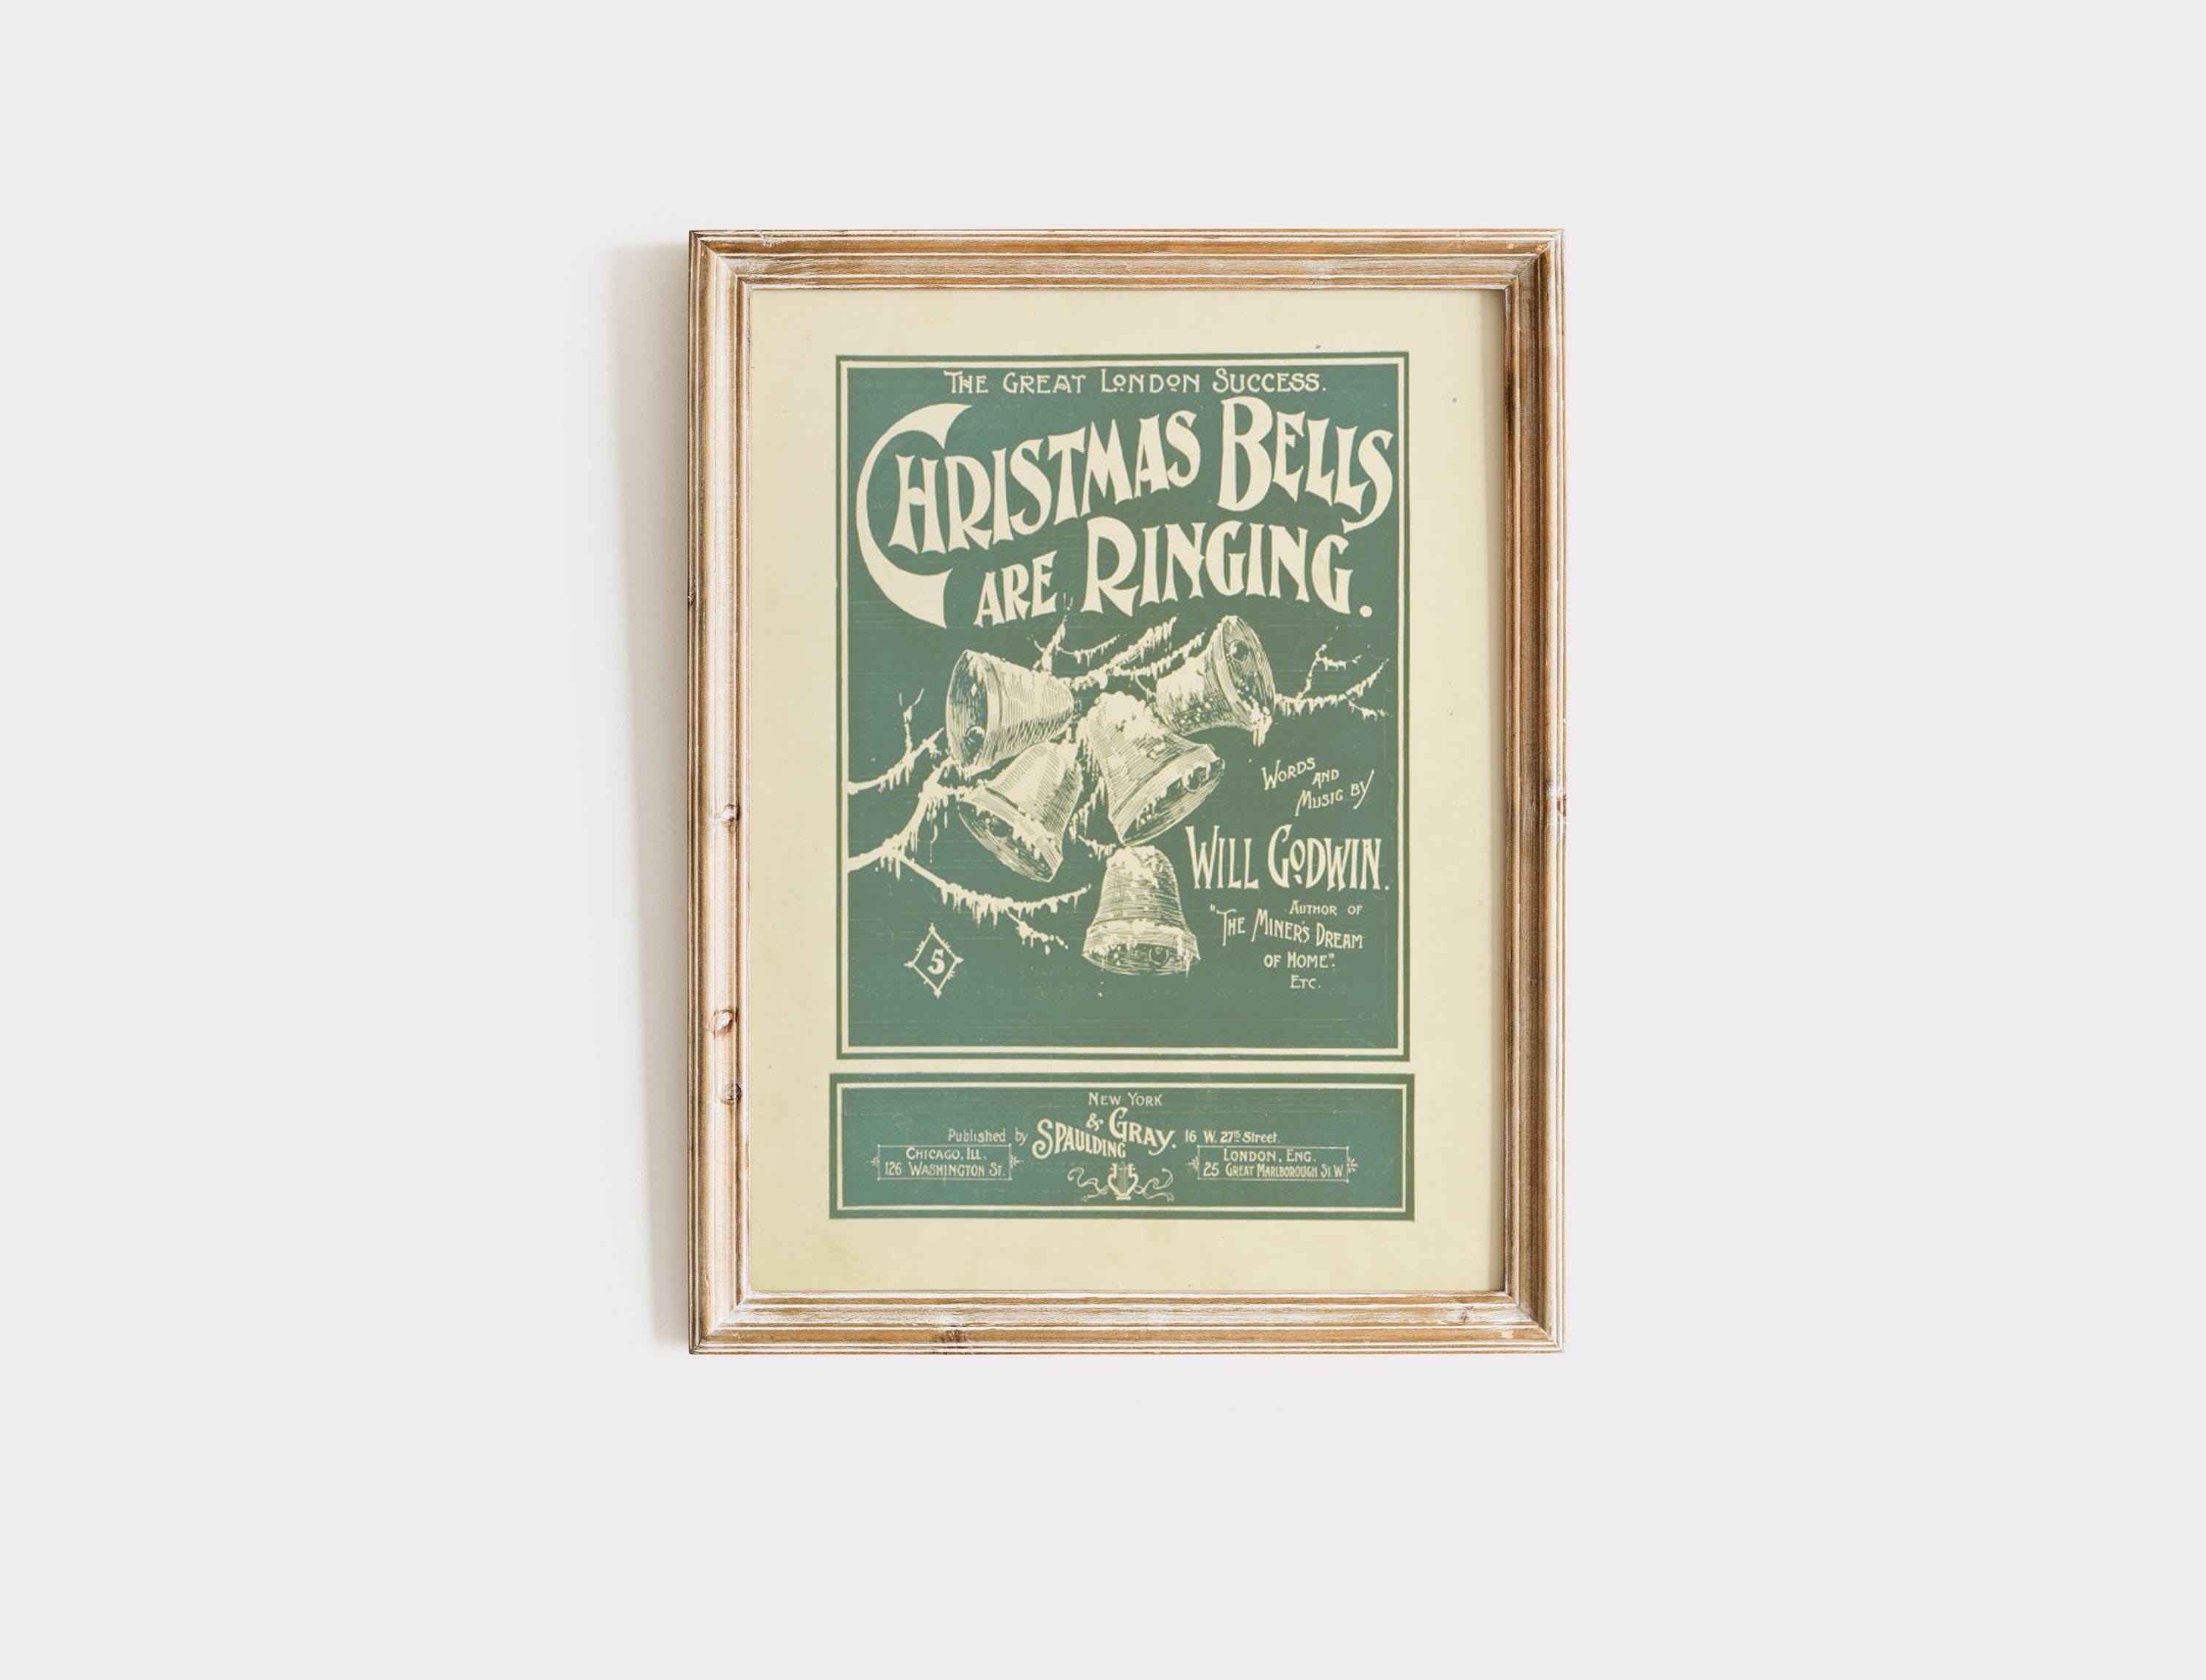 THE GREAT LONDON SUCCESS.
CHRISTMAS BELLS
ARE RINGING.
WORDS
AND
MUSIC BY
WILL GODWIN.
AUTHOR OF
"THE MINER'S DREAM
OF HOME".
ETC.
5
NEW YORK
Published by SPAULDING & GRAY. 16 W. 27th Street.
CHICAGO, ILL.
126 WASHINGTON ST.
LONDON, ENG.
25 GREAT MARLBOROUGH ST W